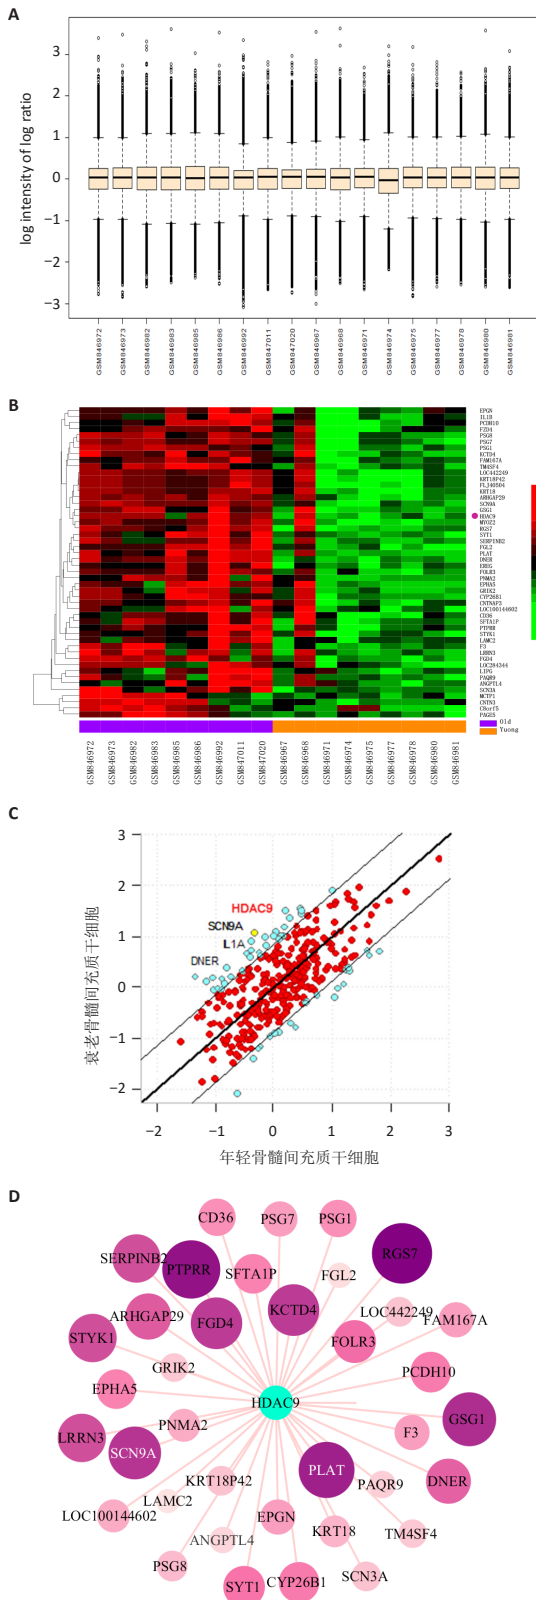 A
log intensity of log ratio
3
2
1
0
−1
−2
−3
GSM846972
GSM846973
GSM846982
GSM846983
GSM846985
GSM846986
GSM846992
GSM847011
GSM847020
GSM846967
GSM846968
GSM846971
GSM846974
GSM846975
GSM846977
GSM846978
GSM846980
GSM846981
B
EPGN
IL1B
PCDH10
FZD4
PSG8
PSG7
PSG1
KCTD4
FAM167A
TM4SF4
LOC442249
KRT18P42
FLJ40504
KRT18
ARHGAP29
SCN9A
GSG1
HDAC9
MYOZ2
RGS7
SYT1
SERPINB2
FGL2
PLAT
DNER
EREG
FOLR3
PNMA2
EPHA5
GRIK2
CYP26B1
CNTNAP3
LOC100144602
CD36
SFTA1P
PTPRR
STYK1
LAMC2
F3
LRRN3
FGD4
LOC284344
LIPG
PAQR9
ANGPTL4
SCN3A
MCTP1
CNTN3
C8orf5
PAGE5
Old
Yuong
GSM846972
GSM846973
GSM846982
GSM846983
GSM846985
GSM846986
GSM846992
GSM847011
GSM847020
GSM846967
GSM846968
GSM846971
GSM846974
GSM846975
GSM846977
GSM846978
GSM846980
GSM846981
C
衰老骨髓间充质干细胞
3
2
1
0
−1
−2
HDAC9
SCN9A
IL1A
DNER
−2
−1
0
1
2
3
年轻骨髓间充质干细胞
D
CD36
PSG7
PSG1
RGS7
SERPINB2
PTPRR
SFTA1P
FGL2
ARHGAP29
FGD4
KCTD4
LOC442249
FAM167A
STYK1
FOLR3
GRIK2
PCDH10
EPHA5
HDAC9
GSG1
LRRN3
SCN9A
PNMA2
F3
KRT18P42
PLAT
PAQR9
DNER
LOC100144602
LAMC2
EPGN
KRT18
TM4SF4
ANGPTL4
PSG8
SYT1
CYP26B1
SCN3A